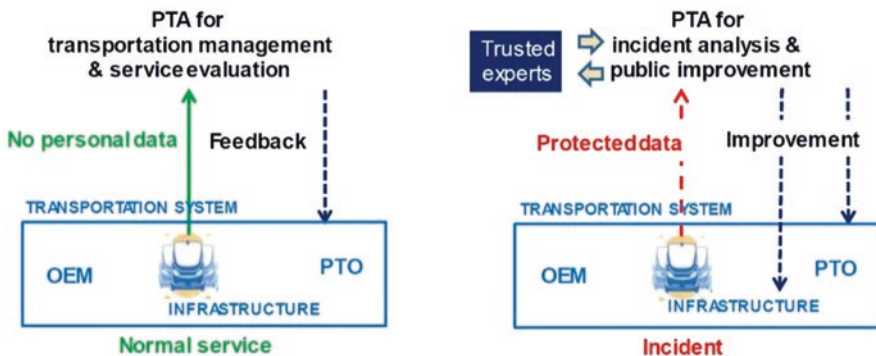 PTA for
transportation management
& service evaluation
No personal data
Feedback
TRANSPORTATION SYSTEM
OEM
PTO
INFRASTRUCTURE
Normal service
Trusted
experts
PTA for
incident analysis &
public improvement
Protected data
Improvement
TRANSPORTATION SYSTEM
OEM
PTO
INFRASTRUCTURE
Incident